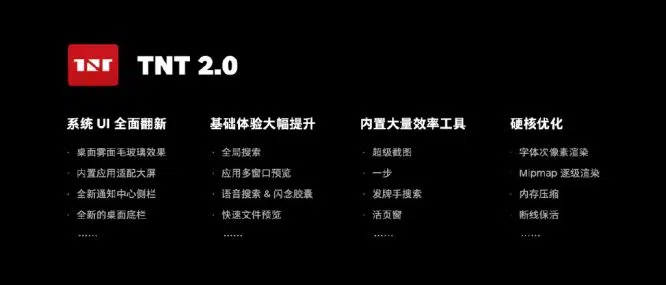 TNT
TNT 2.0
系统 UI 全面翻新
· 桌面雾面毛玻璃效果
· 内置应用适配大屏
· 全新通知中心侧栏
· 全新的桌面底栏
······
基础体验大幅提升
· 全局搜索
· 应用多窗口预览
· 语音搜索 & 闪念胶囊
· 快速文件预览
······
内置大量效率工具
· 超级截图
· 一步
· 发牌手搜索
· 活页窗
······
硬核优化
· 字体次像素渲染
· Mipmap 逐级渲染
· 内存压缩
· 断线保活
······